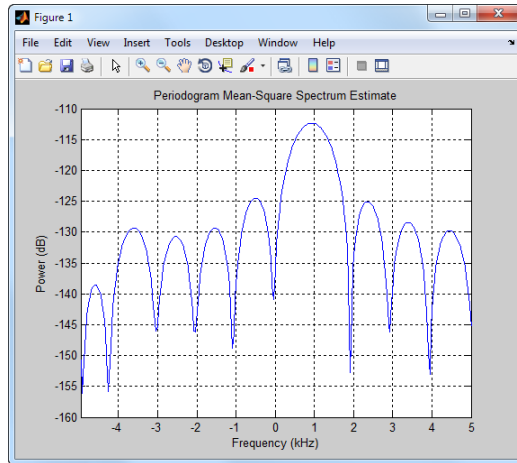 Figure 1
File Edit View Insert Tools Desktop Window Help
Periodogram Mean-Square Spectrum Estimate
Power (dB)
-110
-115
-120
-125
-130
-135
-140
-145
-150
-155
-160
-4 -3 -2 -1 0 1 2 3 4 5
Frequency (kHz)